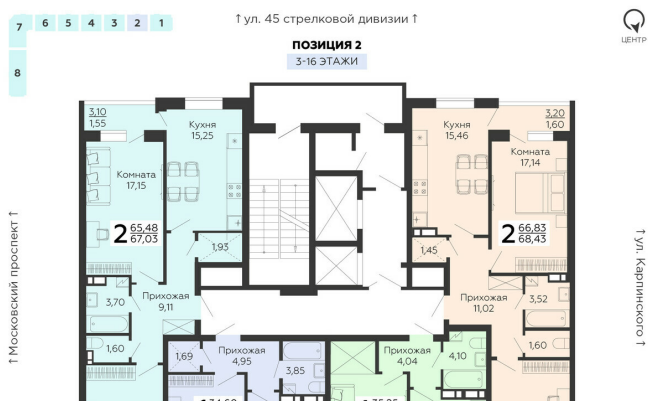 ↑ ул. 45 стрелковой дивизии ↑
7 6 5 4 3 2 1
8
ПОЗИЦИЯ 2
3-16 ЭТАЖИ
ЦЕНТР
↑ Московский проспект ↑
↑ ул. Карпинского ↑
3,10
1,55
Кухня
15,25
Комната
17,15
2 65,48
67,03
1,93
3,70
Прихожая
9,11
1,60
Кухня
15,46
3,20
1,60
Комната
17,14
2 66,83
68,43
1,45
Прихожая
11,02
3,52
1,60
1,69
Прихожая
4,95
3,85
Прихожая
4,04
4,10